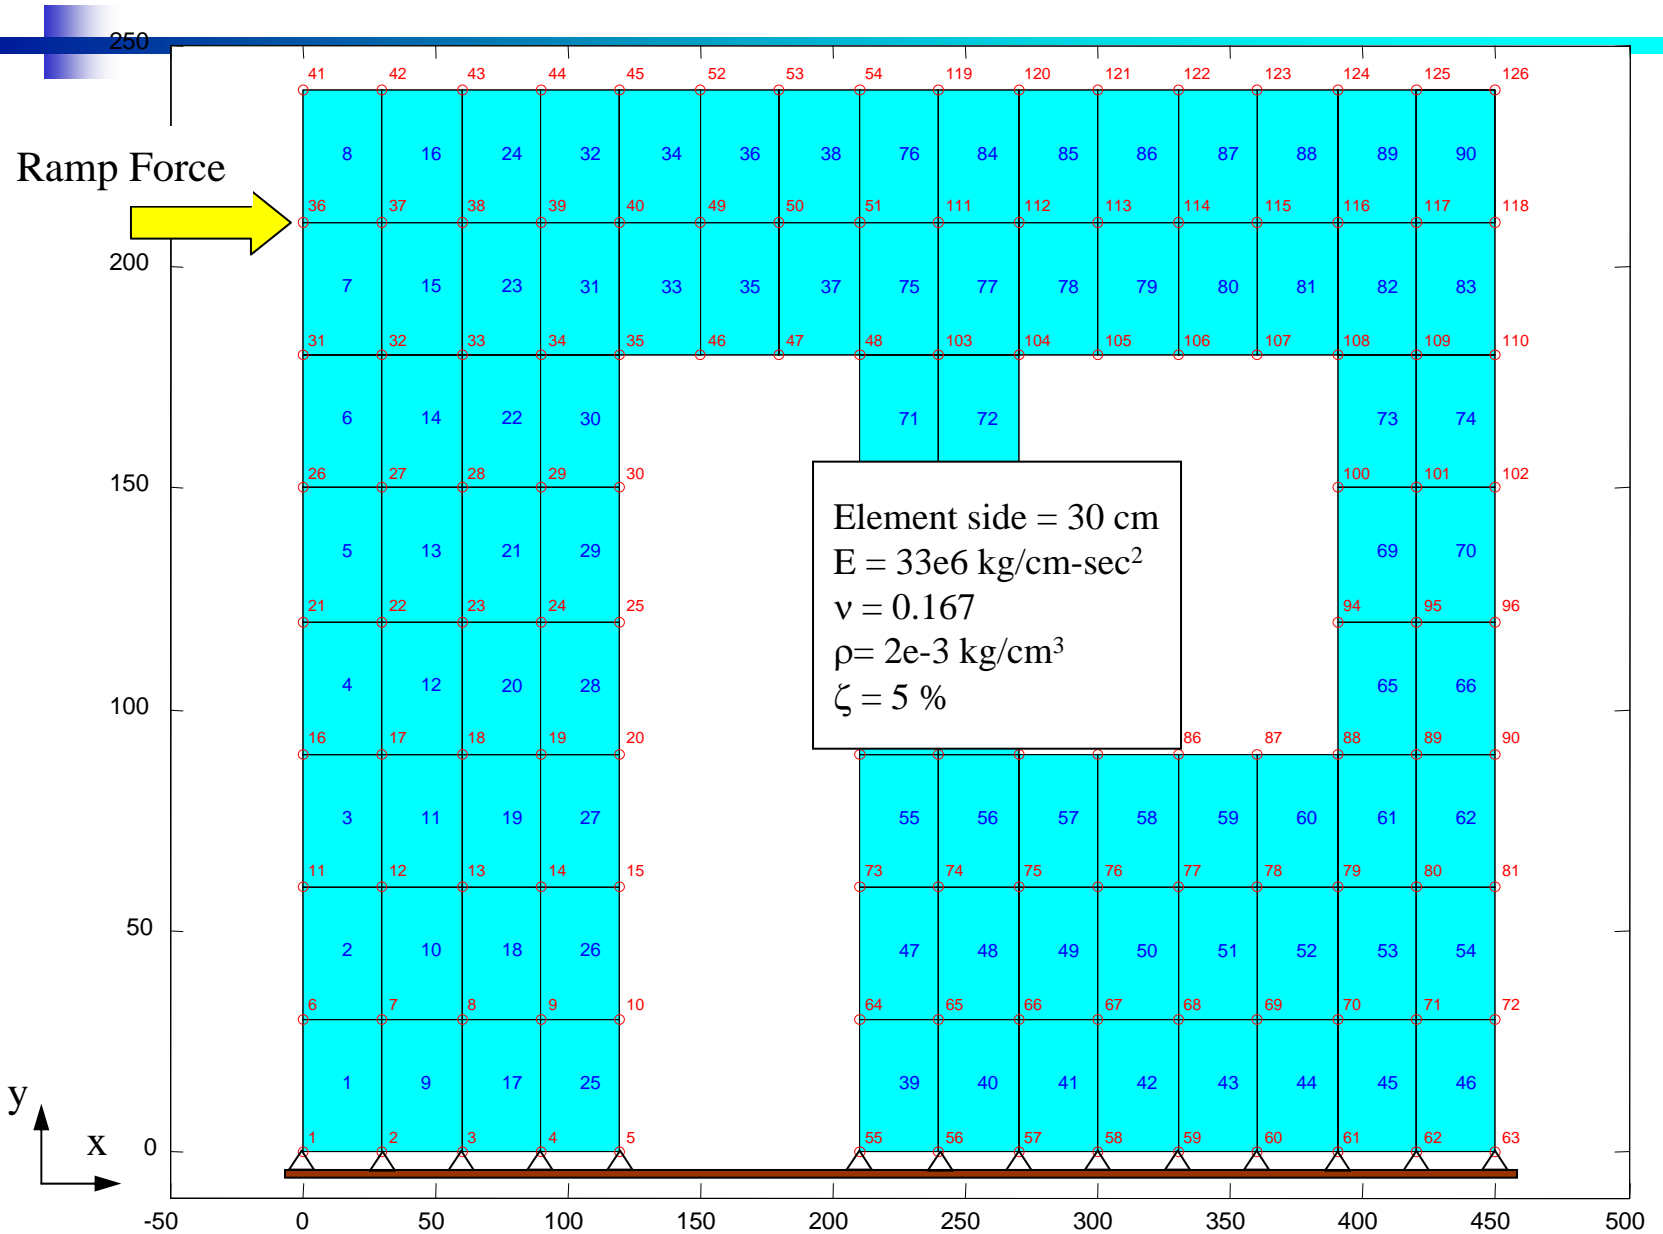 250
41 42 43 44 45 52 53 54 119 120 121 122 123 124 125 126
8 16 24 32 34 36 38 76 84 85 86 87 88 89 90
Ramp Force
36 37 38 39 40 49 50 51 111 112 113 114 115 116 117 118
200
7 15 23 31 33 35 37 75 77 78 79 80 81 82 83
31 32 33 34 35 46 47 48 103 104 105 106 107 108 109 110
6 14 22 30 71 72 73 74
26 27 28 29 30 100 101 102
150
Element side = 30 cm
E = 33e6 kg/cm-sec²
ν = 0.167
ρ= 2e-3 kg/cm³
ζ = 5 %
5 13 21 29 69 70
21 22 23 24 25 94 95 96
4 12 20 28 65 66
100
16 17 18 19 20 86 87 88 89 90
3 11 19 27 55 56 57 58 59 60 61 62
11 12 13 14 15 73 74 75 76 77 78 79 80 81
50
2 10 18 26 47 48 49 50 51 52 53 54
6 7 8 9 10 64 65 66 67 68 69 70 71 72
1 9 17 25 39 40 41 42 43 44 45 46
y
x
0
1 2 3 4 5 55 56 57 58 59 60 61 62 63
-50 0 50 100 150 200 250 300 350 400 450 500